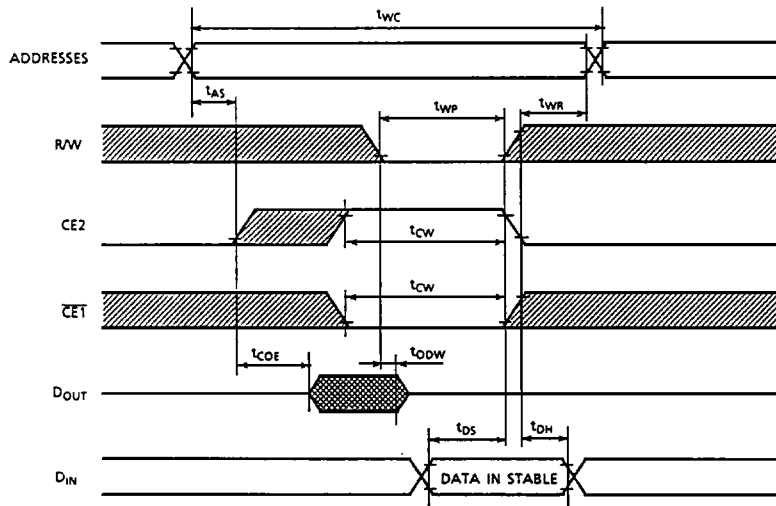 tWC
ADDRESSES
tAS
tWP
tWR
R/W
CE2
tCW
tCW
CE1
tCOE
tODW
DOUT
tDS
tDH
DIN
DATA IN STABLE